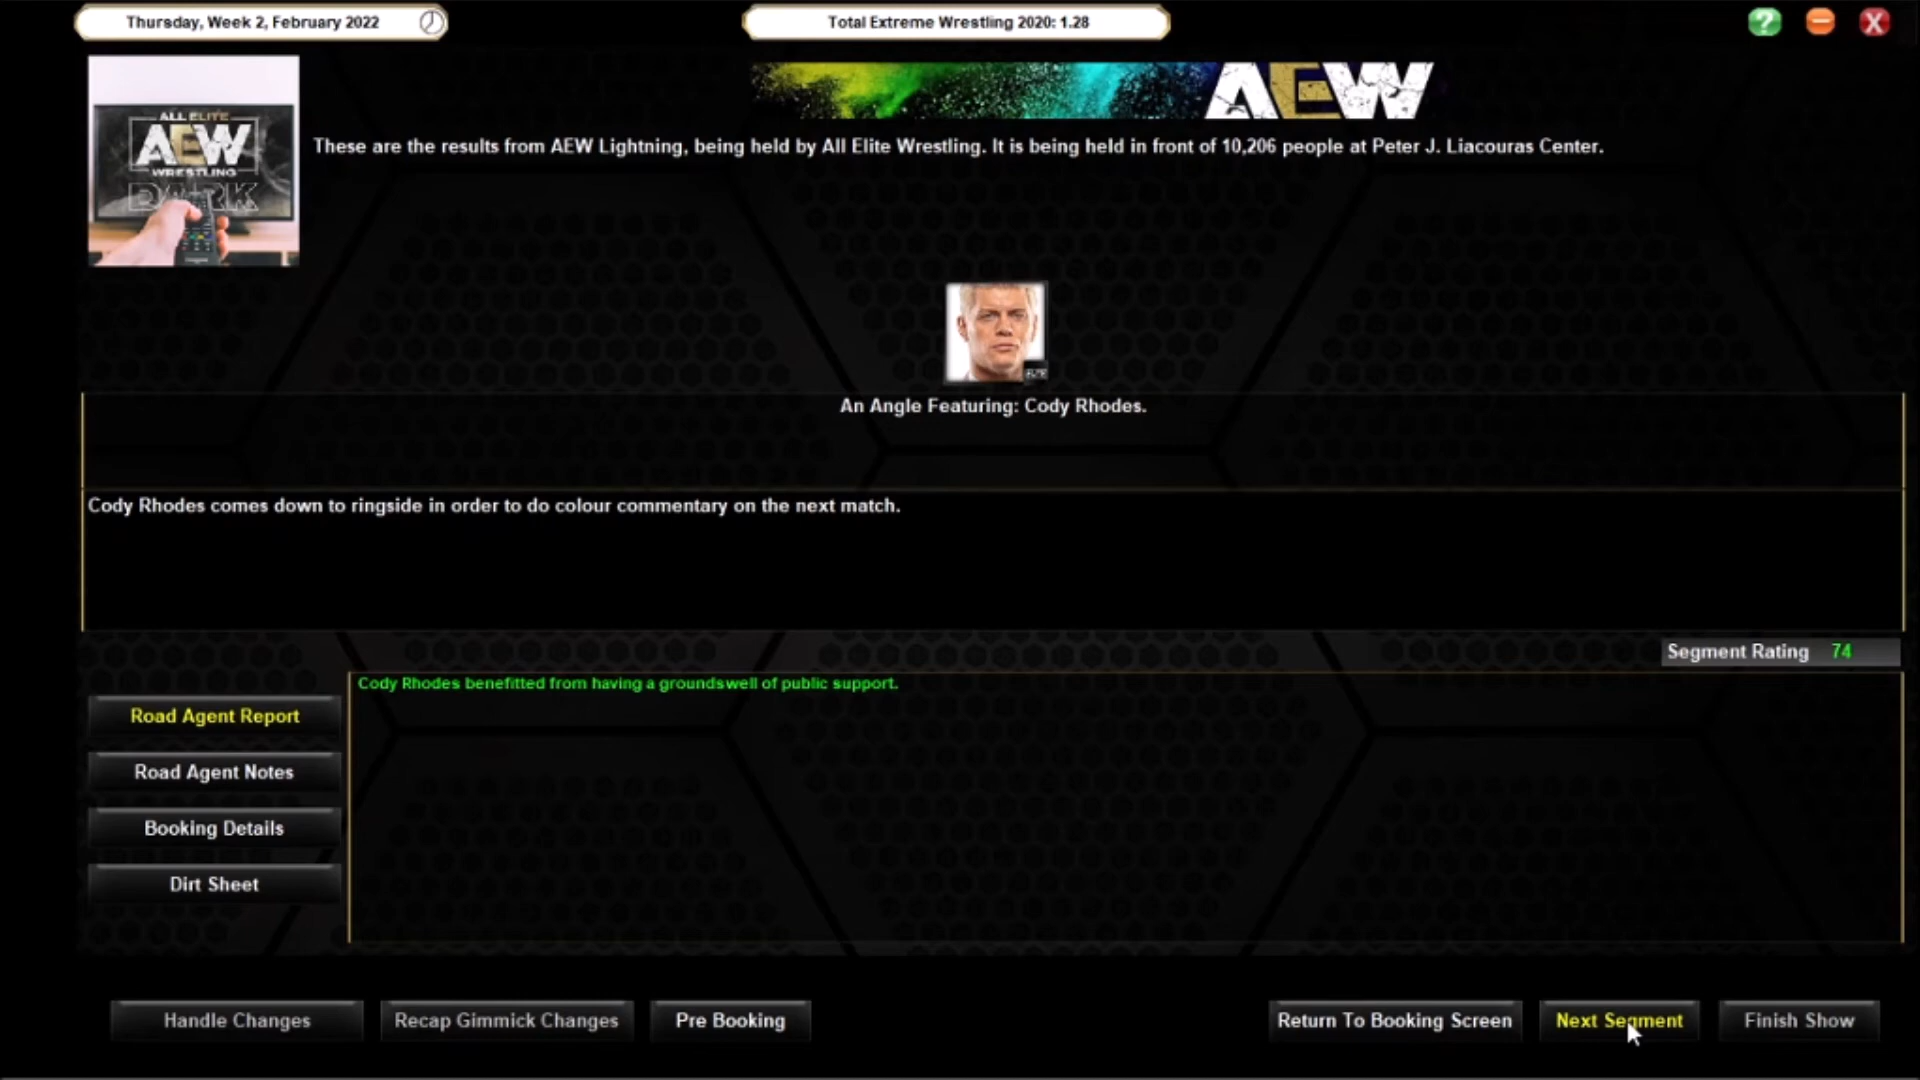 Thursday, Week 2, February 2022
Total Extreme Wrestling 2020: 1.28
ALL ELITE
AEW
WRESTLING
DARK
AEW
These are the results from AEW Lightning, being held by All Elite Wrestling. It is being held in front of 10,206 people at Peter J. Liacouras Center.
An Angle Featuring: Cody Rhodes.
Cody Rhodes comes down to ringside in order to do colour commentary on the next match.
Segment Rating 74
Cody Rhodes benefitted from having a groundswell of public support.
Road Agent Report
Road Agent Notes
Booking Details
Dirt Sheet
Handle Changes
Recap Gimmick Changes
Pre Booking
Return To Booking Screen
Next Segment
Finish Show